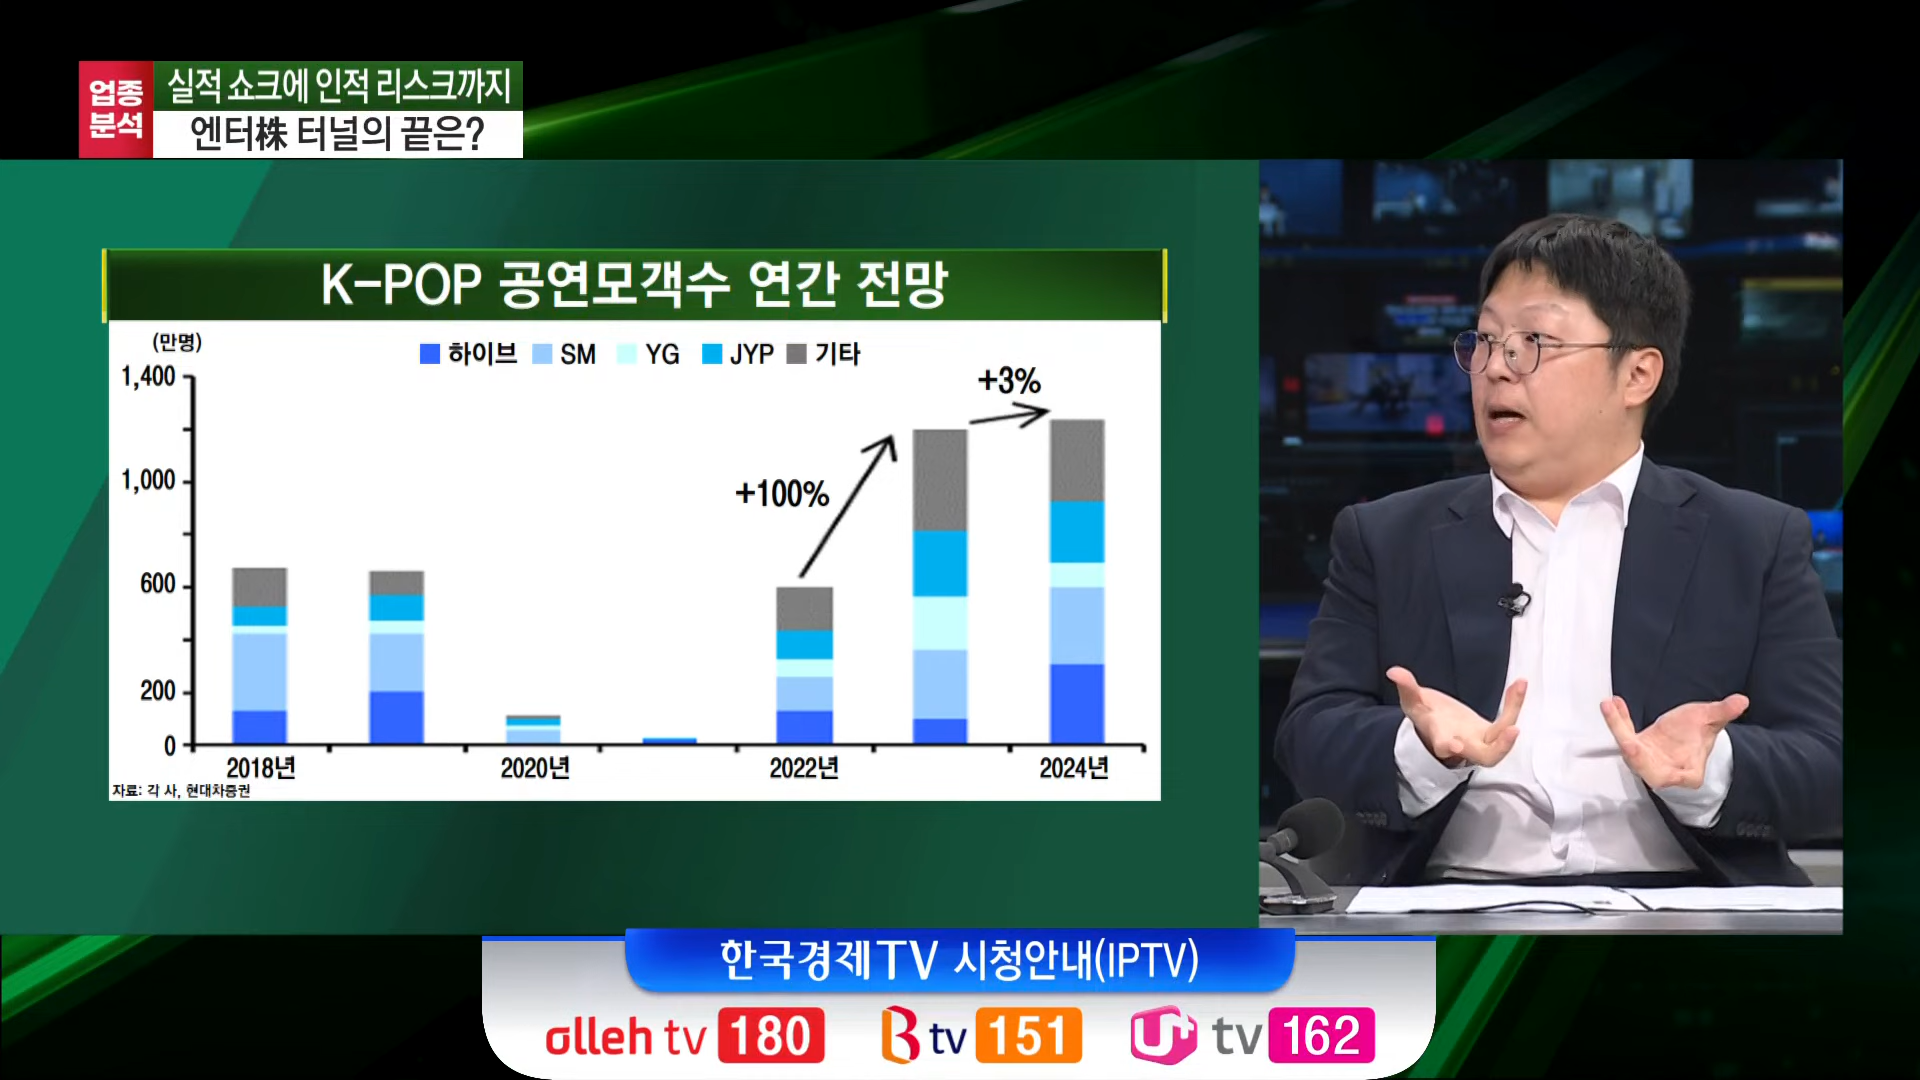 업종
분석
실적 쇼크에 인적 리스크까지
엔터株 터널의 끝은?
K-POP 공연모객수 연간 전망
(만명)
하이브 SM YG JYP 기타
1,400
1,000
600
200
0
+100%
+3%
2018년 2020년 2022년 2024년
자료: 각 사, 현대차증권
한국경제TV 시청안내(IPTV)
olleh tv 180 B tv 151 U+ tv 162